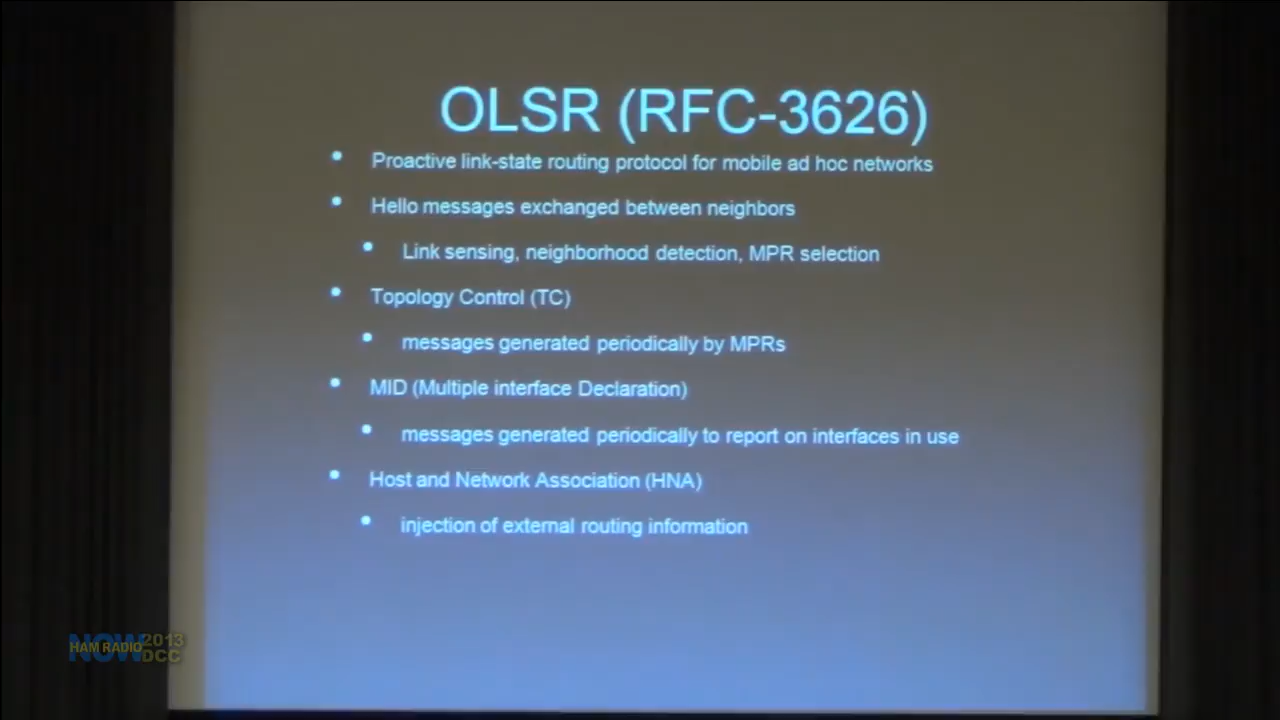 OLSR (RFC-3626)
• Proactive link-state routing protocol for mobile ad hoc networks
• Hello messages exchanged between neighbors
• Link sensing, neighborhood detection, MPR selection
• Topology Control (TC)
• messages generated periodically by MPRs
• MID (Multiple interface Declaration)
• messages generated periodically to report on interfaces in use
• Host and Network Association (HNA)
• injection of external routing information
HAM RADIO NOW 2013 DCC